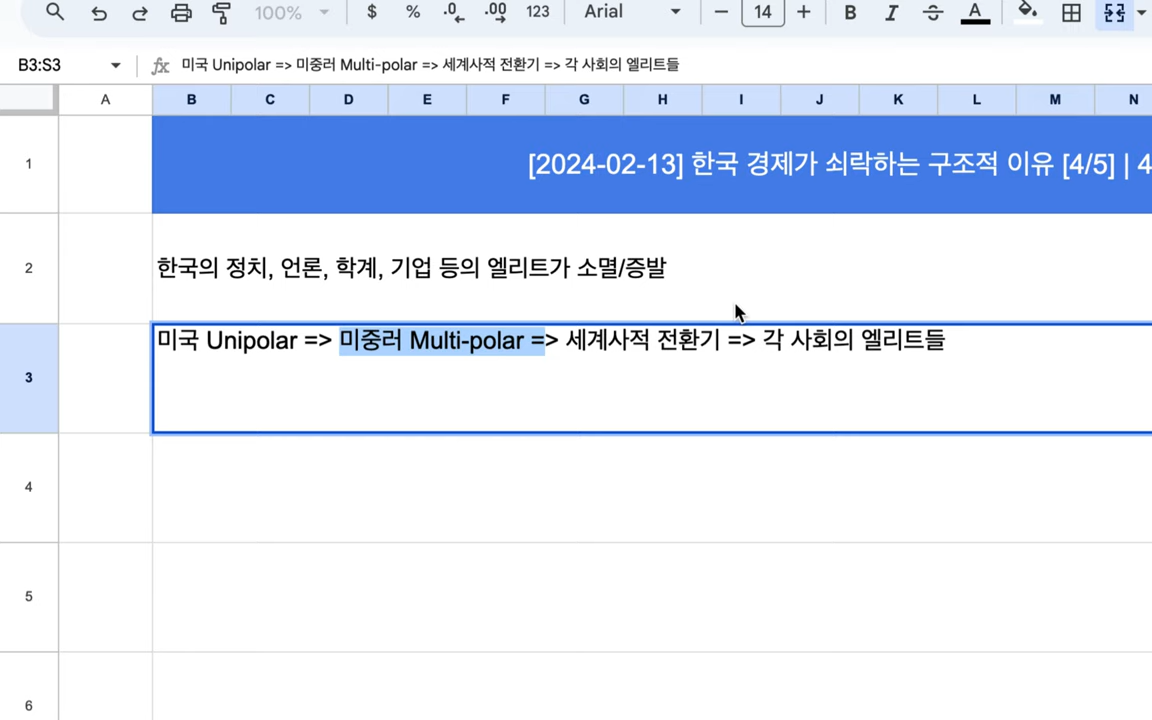 100%
$
%
.0
.00
123
Arial
14
B
I
S
A
B3:S3
fx
미국 Unipolar => 미중러 Multi-polar => 세계사적 전환기 => 각 사회의 엘리트들
A B C D E F G H I J K L M N
1
[2024-02-13] 한국 경제가 쇠락하는 구조적 이유 [4/5] | 4
2
한국의 정치, 언론, 학계, 기업 등의 엘리트가 소멸/증발
3
미국 Unipolar => 미중러 Multi-polar => 세계사적 전환기 => 각 사회의 엘리트들
4
5
6